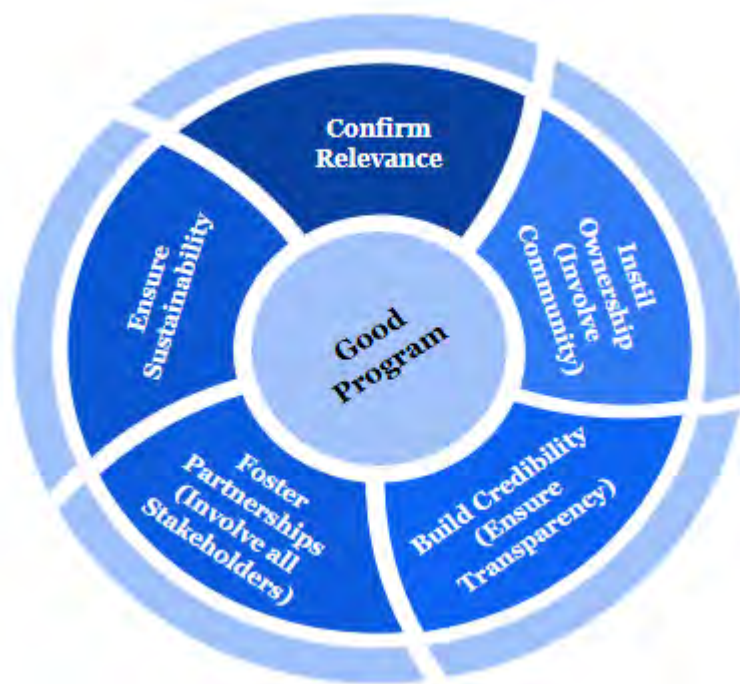 Confirm
Relevance
Instil
Ownership
(Involve
Community)
Build Credibility
(Ensure
Transparency)
Foster
Partnerships
(Involve all
Stakeholders)
Ensure
Sustainability
Good
Program